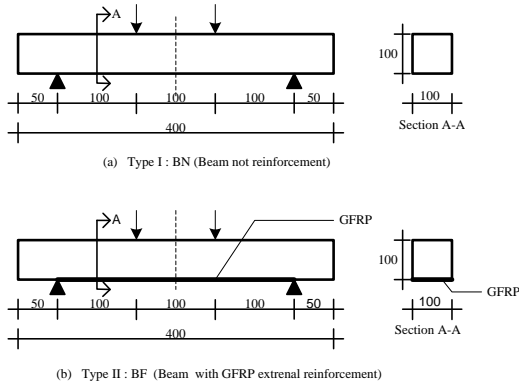 A
100
50 100 100 100 50
100
400
Section A-A
(a) Type I : BN (Beam not reinforcement)
A
GFRP
100
GFRP
50 100 100 100 50
100
400
Section A-A
(b) Type II : BF (Beam with GFRP extrenal reinforcement)